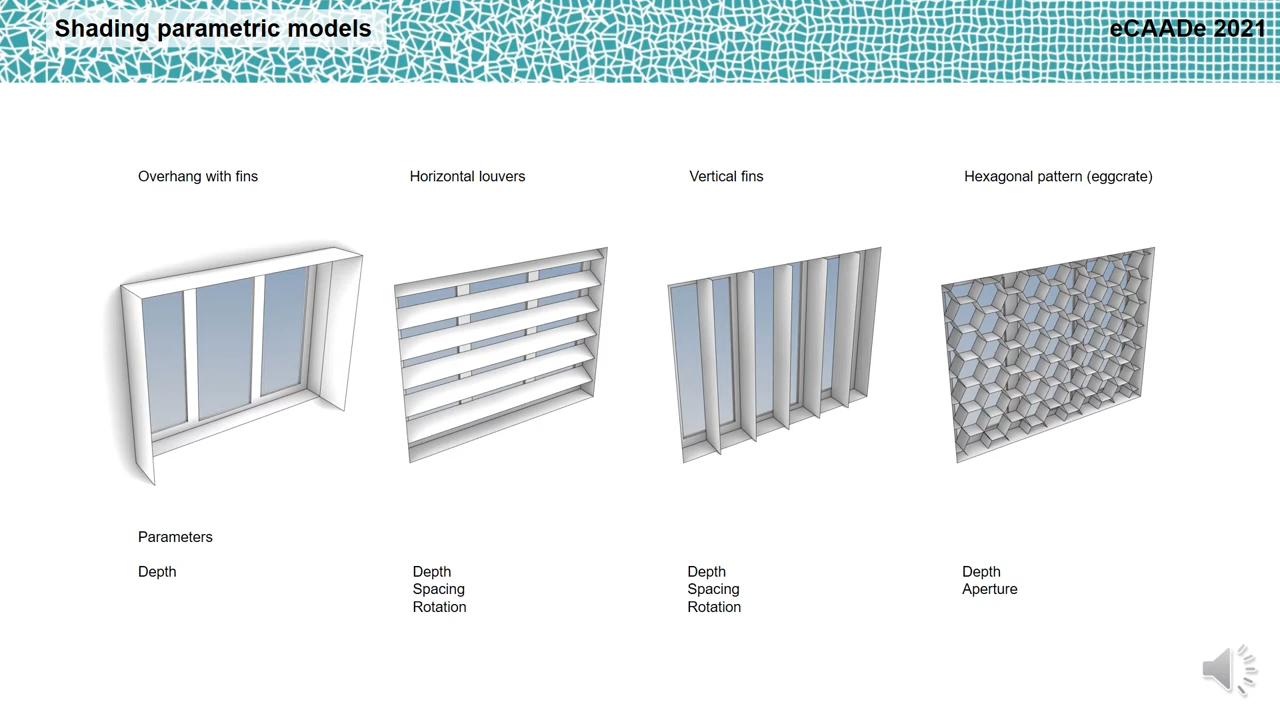 Shading parametric models
eCAADe 2021
Overhang with fins
Horizontal louvers
Vertical fins
Hexagonal pattern (eggcrate)
Parameters
Depth
Depth
Spacing
Rotation
Depth
Spacing
Rotation
Depth
Aperture